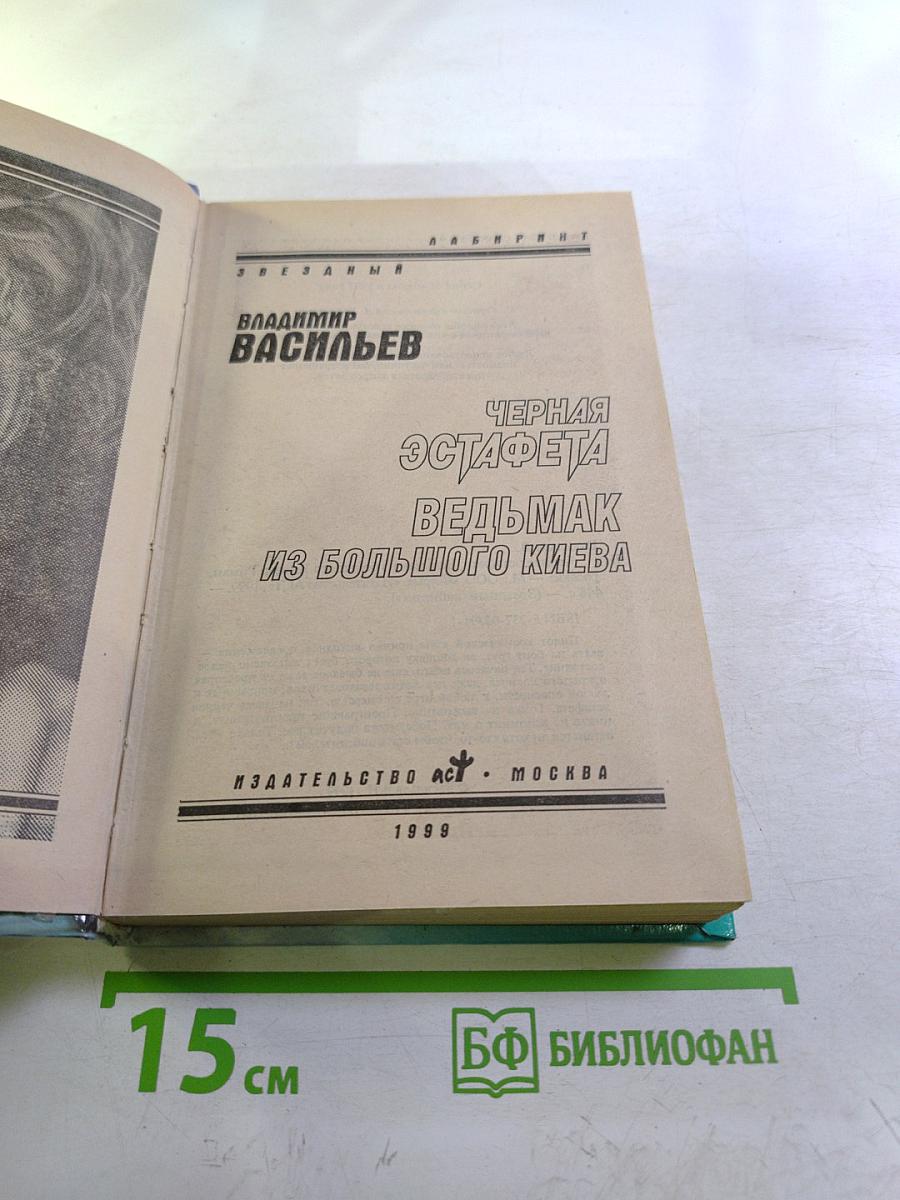 ЛАБИРИНТ
ЗВЕЗДНЫЙ
ВЛАДИМИР
ВАСИЛЬЕВ
ЧЕРНАЯ
ЭСТАФЕТА
ВЕДЬМАК
ИЗ БОЛЬШОГО КИЕВА
ИЗДАТЕЛЬСТВО АСТ • МОСКВА
1999
15 см
БФ БИБЛИОФАН